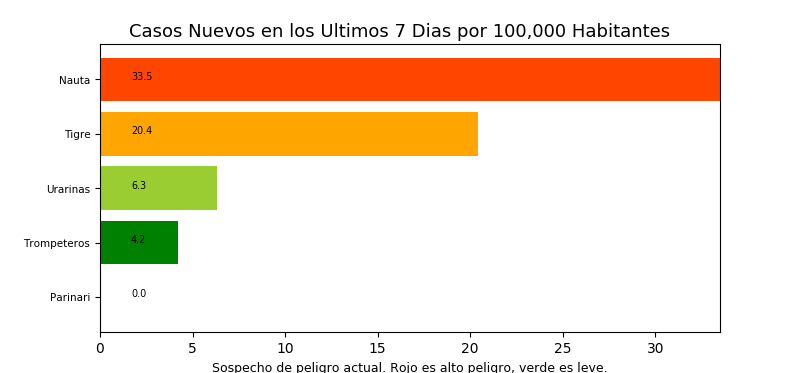 Casos Nuevos en los Ultimos 7 Dias por 100,000 Habitantes
Nauta 33.5
Tigre 20.4
Urarinas 6.3
Trompeteros 4.2
Parinari 0.0
0 5 10 15 20 25 30
Sospecho de peligro actual. Rojo es alto peligro, verde es leve.